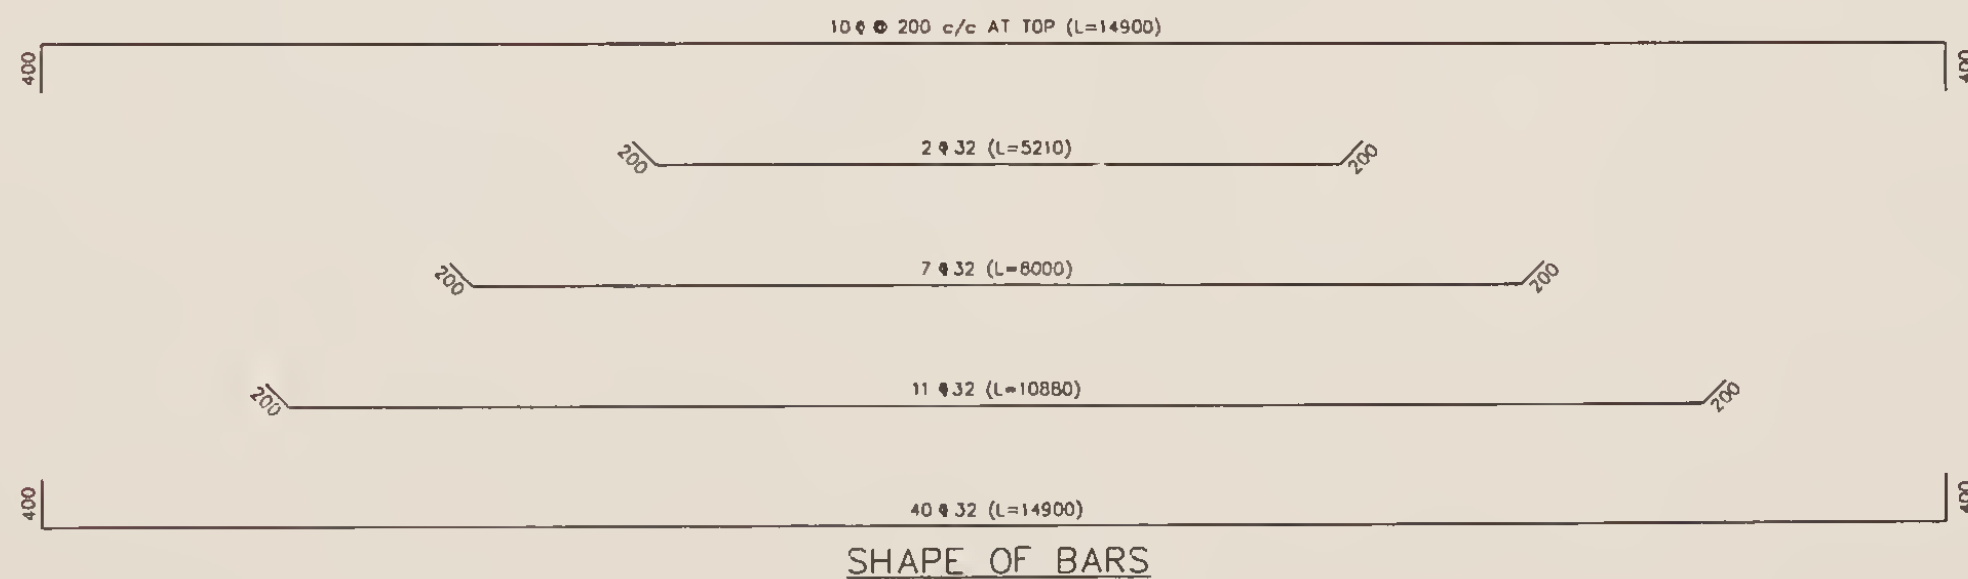 10 ϕ @ 200 c/c AT TOP (L=14900)
400
400
2 ϕ 32 (L=5210)
200
200
7 ϕ 32 (L=8000)
200
200
11 ϕ 32 (L=10880)
200
200
40 ϕ 32 (L=14900)
400
400
SHAPE OF BARS